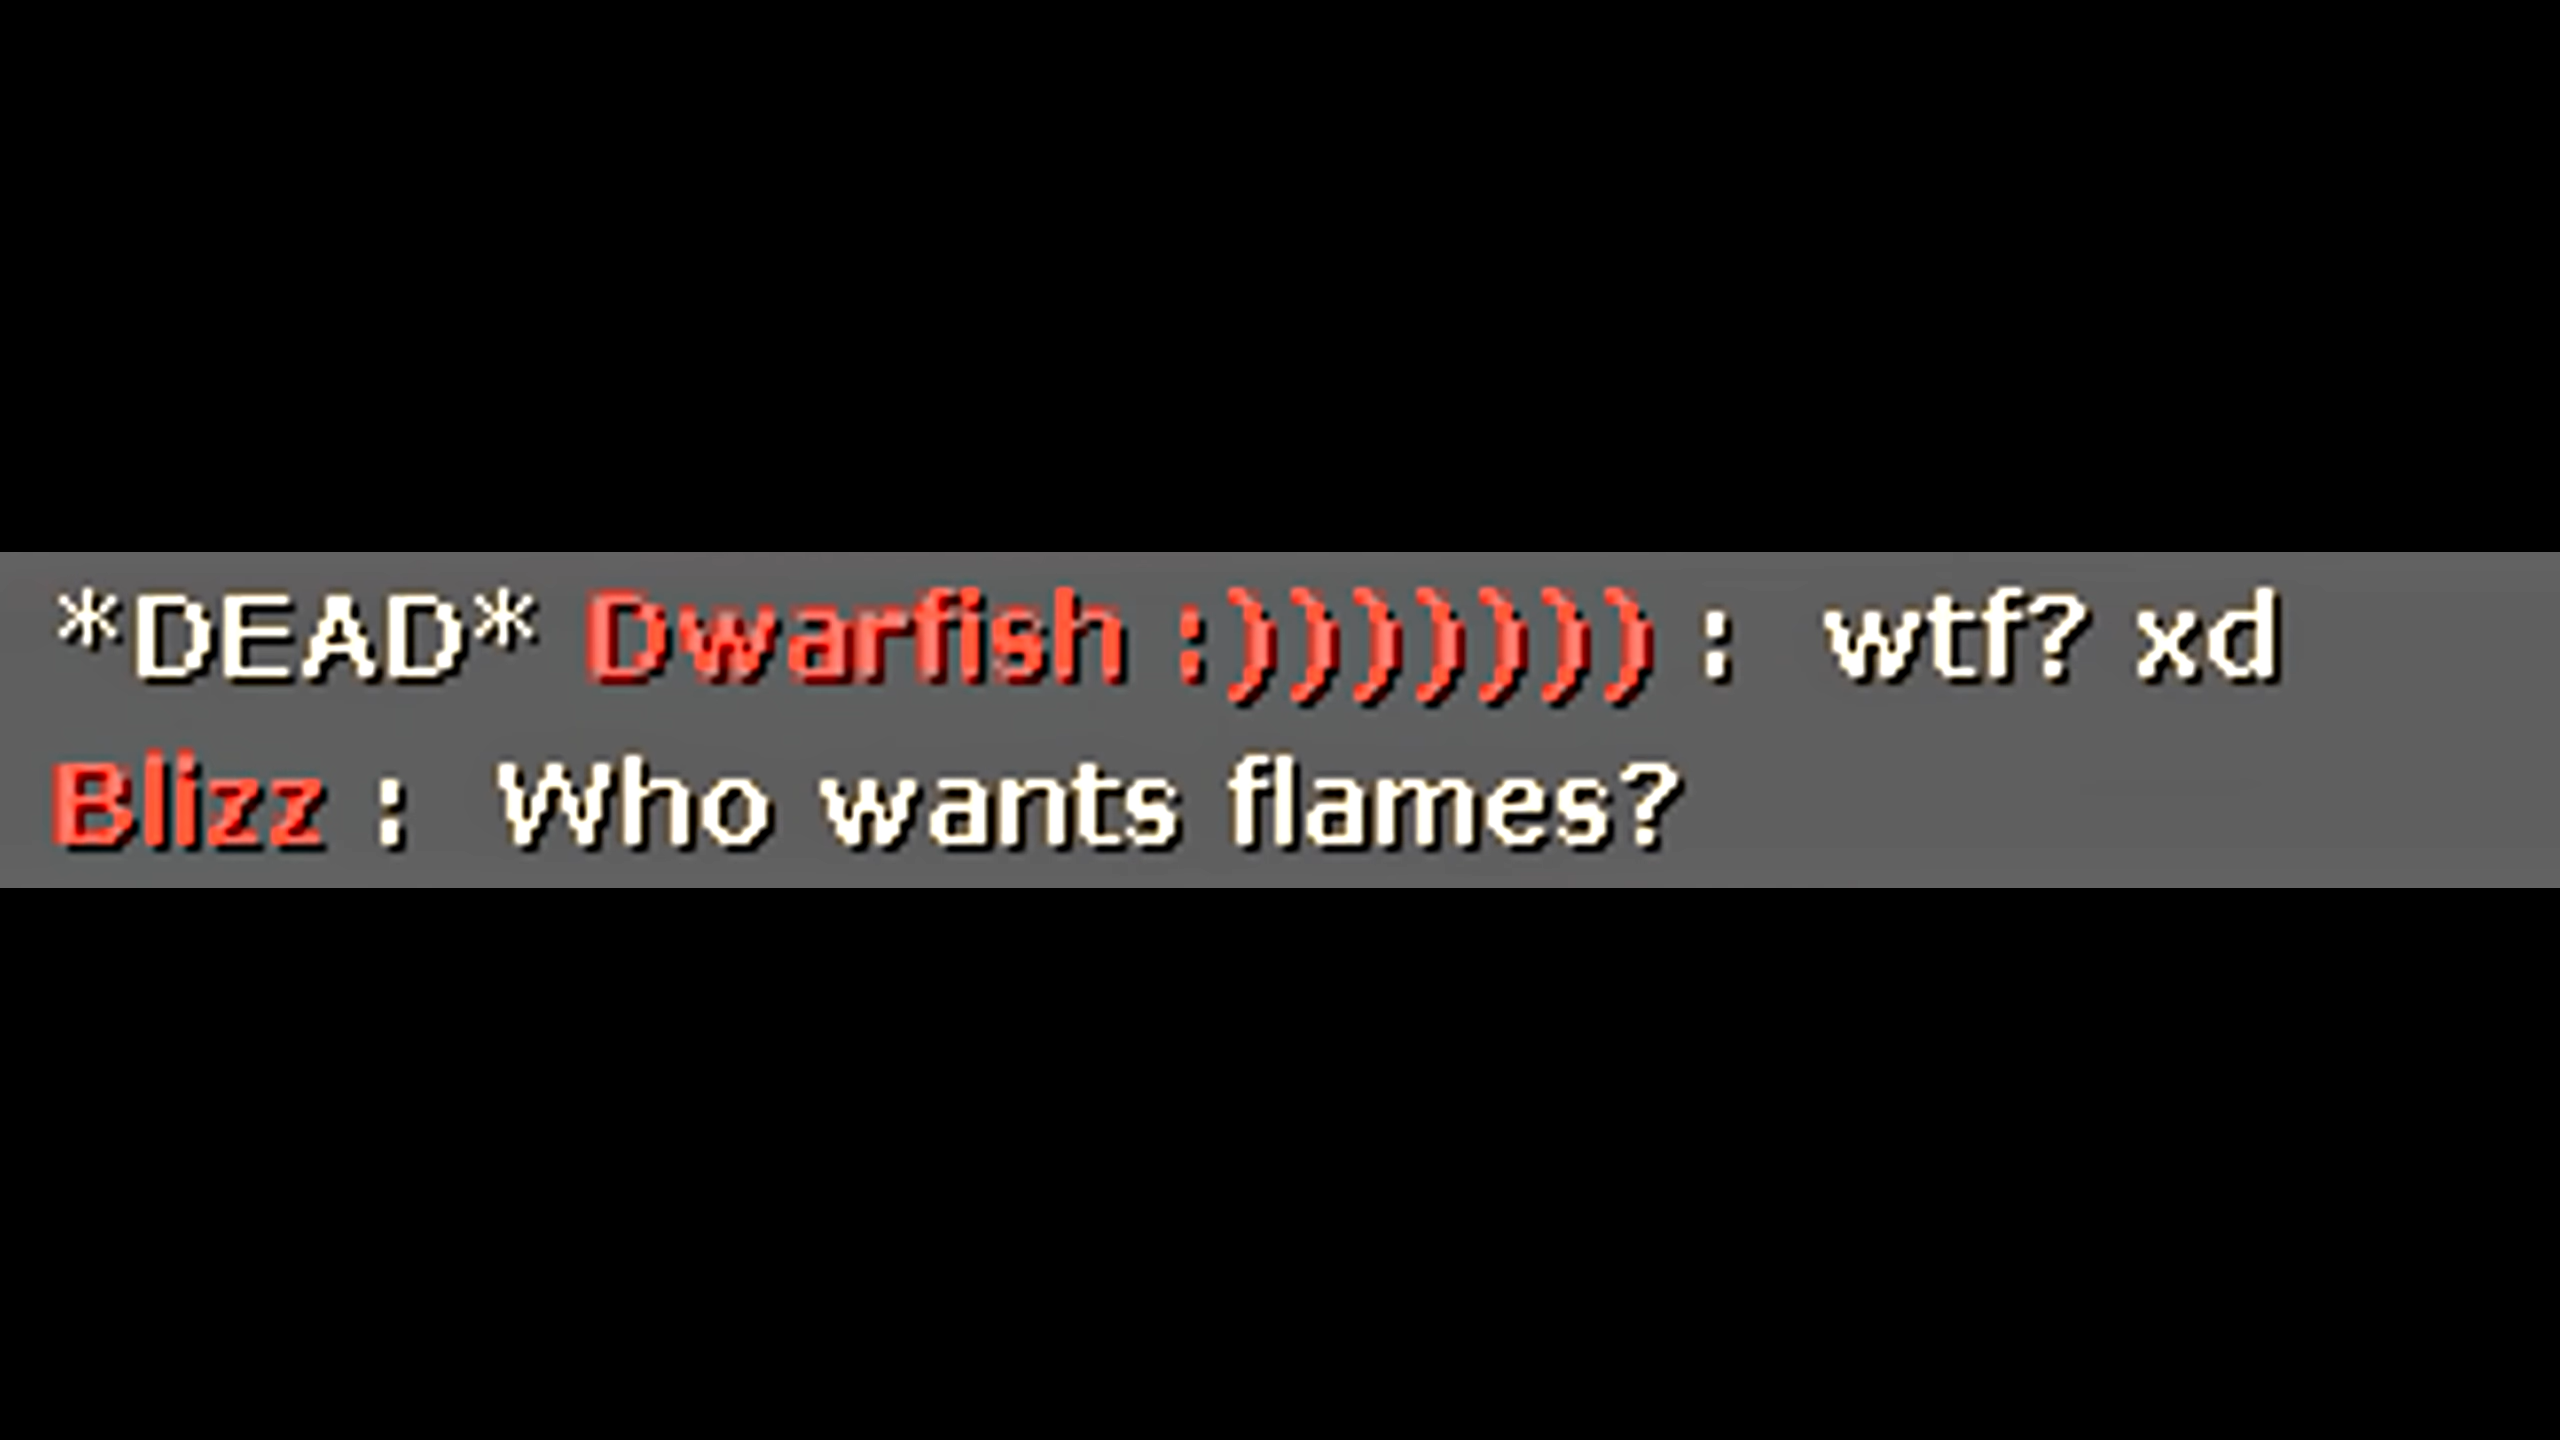 *DEAD* Dwarfish :))))))) :  wtf? xd
Blizz :  Who wants flames?